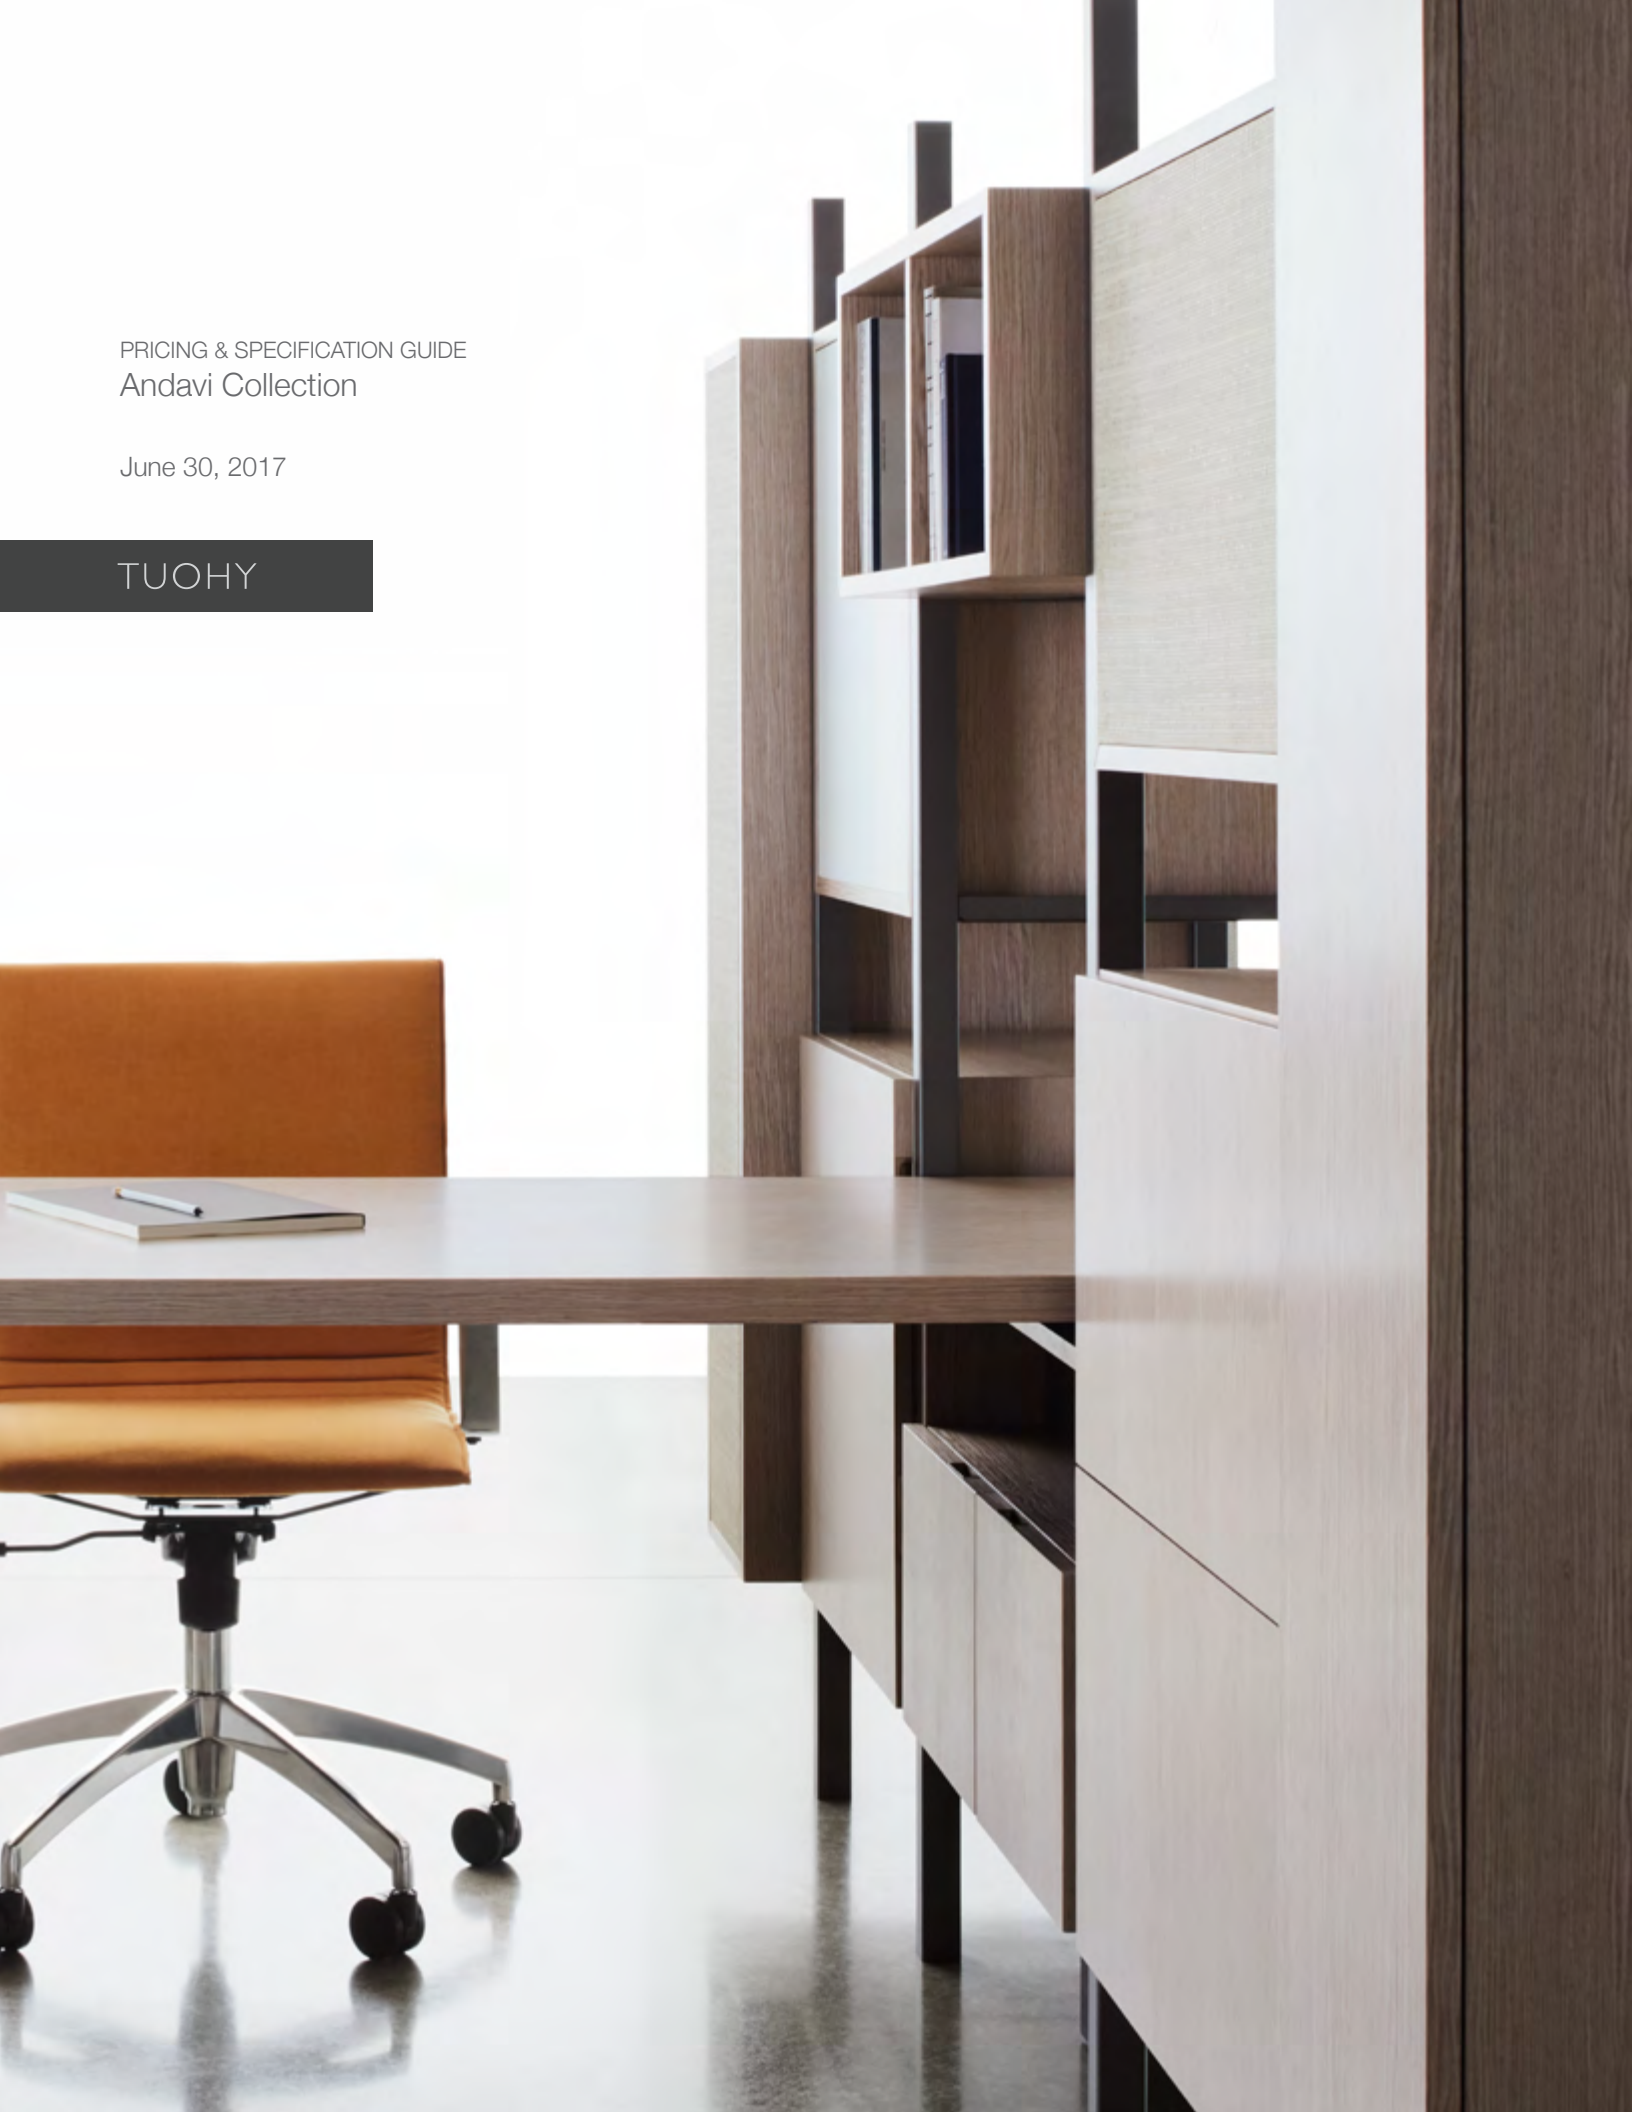 PRICING & SPECIFICATION GUIDE
Andavi Collection
June 30, 2017
TUOHY